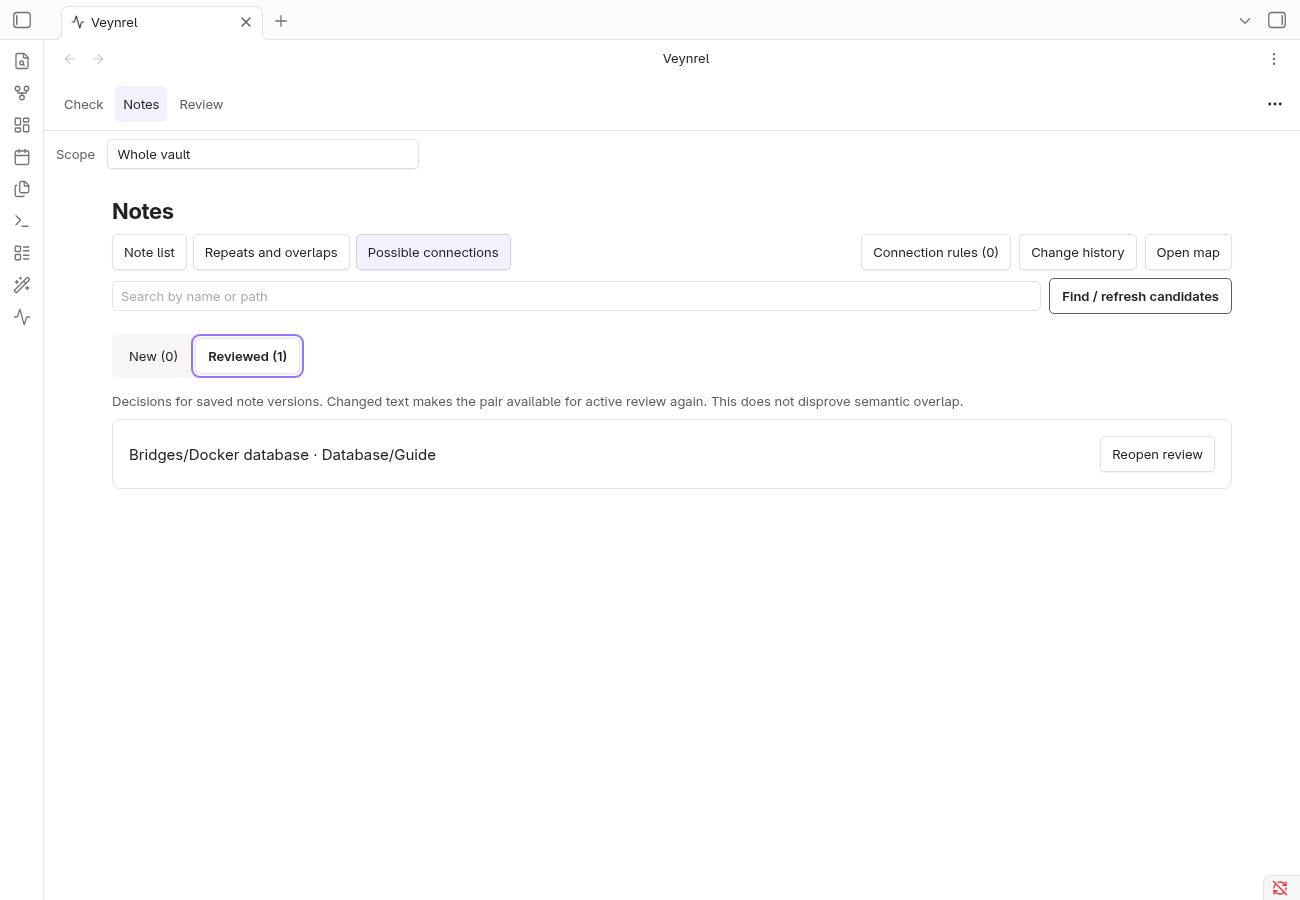 Veynrel
Veynrel
Check Notes Review
Scope Whole vault
Notes
Note list Repeats and overlaps Possible connections Connection rules (0) Change history Open map
Search by name or path Find / refresh candidates
New (0) Reviewed (1)
Decisions for saved note versions. Changed text makes the pair available for active review again. This does not disprove semantic overlap.
Bridges/Docker database · Database/Guide Reopen review